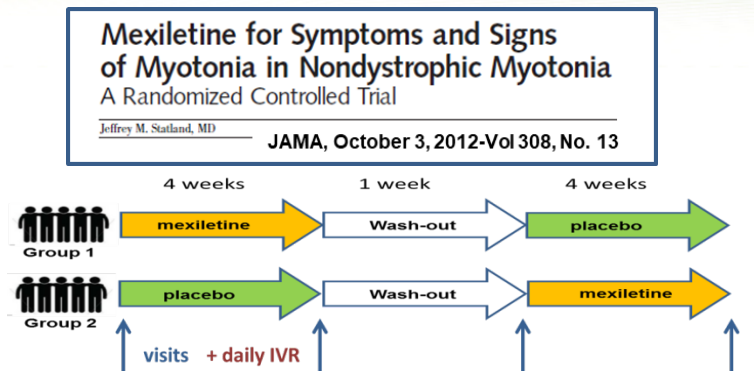 Mexiletine for Symptoms and Signs
of Myotonia in Nondystrophic Myotonia
A Randomized Controlled Trial
Jeffrey M. Statland, MD
JAMA, October 3, 2012-Vol 308, No. 13
4 weeks 1 week 4 weeks
mexiletine Wash-out placebo
Group 1
placebo Wash-out mexiletine
Group 2
visits + daily IVR